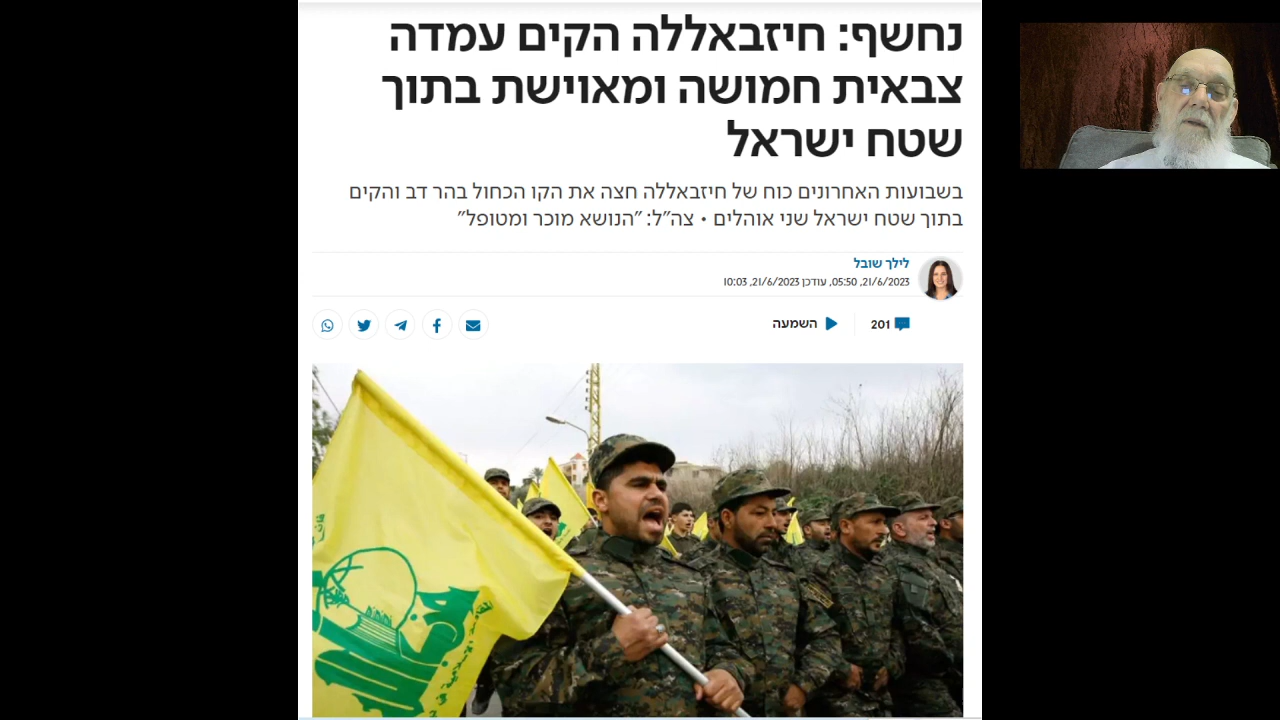 נחשף: חיזבאללה הקים עמדה
צבאית חמושה ומאוישת בתוך
שטח ישראל
בשבועות האחרונים כוח של חיזבאללה חצה את הקו הכחול בהר דב והקים
בתוך שטח ישראל שני אוהלים • צה"ל: "הנושא מוכר ומטופל"
לילך שובל
21/6/2023, 05:50, עודכן 21/6/2023, 10:03
201
השמעה